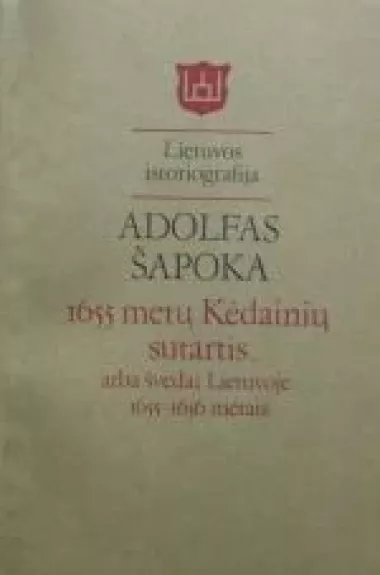 Lietuvos
istoriografija
ADOLFAS
ŠAPOKA
1655 metų Kėdainių
sutartis
arba švedai Lietuvoje
1655–1656 metais